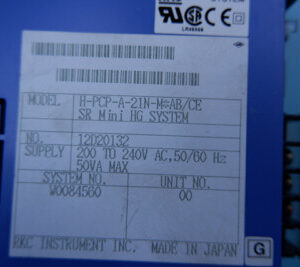 LR48608
MODEL H-PCP-A-21N-M*AB/CE
SR Mini HG SYSTEM
NO. 12D20132
SUPPLY 200 TO 240V AC,50/60 Hz
50VA MAX
SYSTEM NO. UNIT NO.
W0084560 00
RKC INSTRUMENT INC. MADE IN JAPAN G